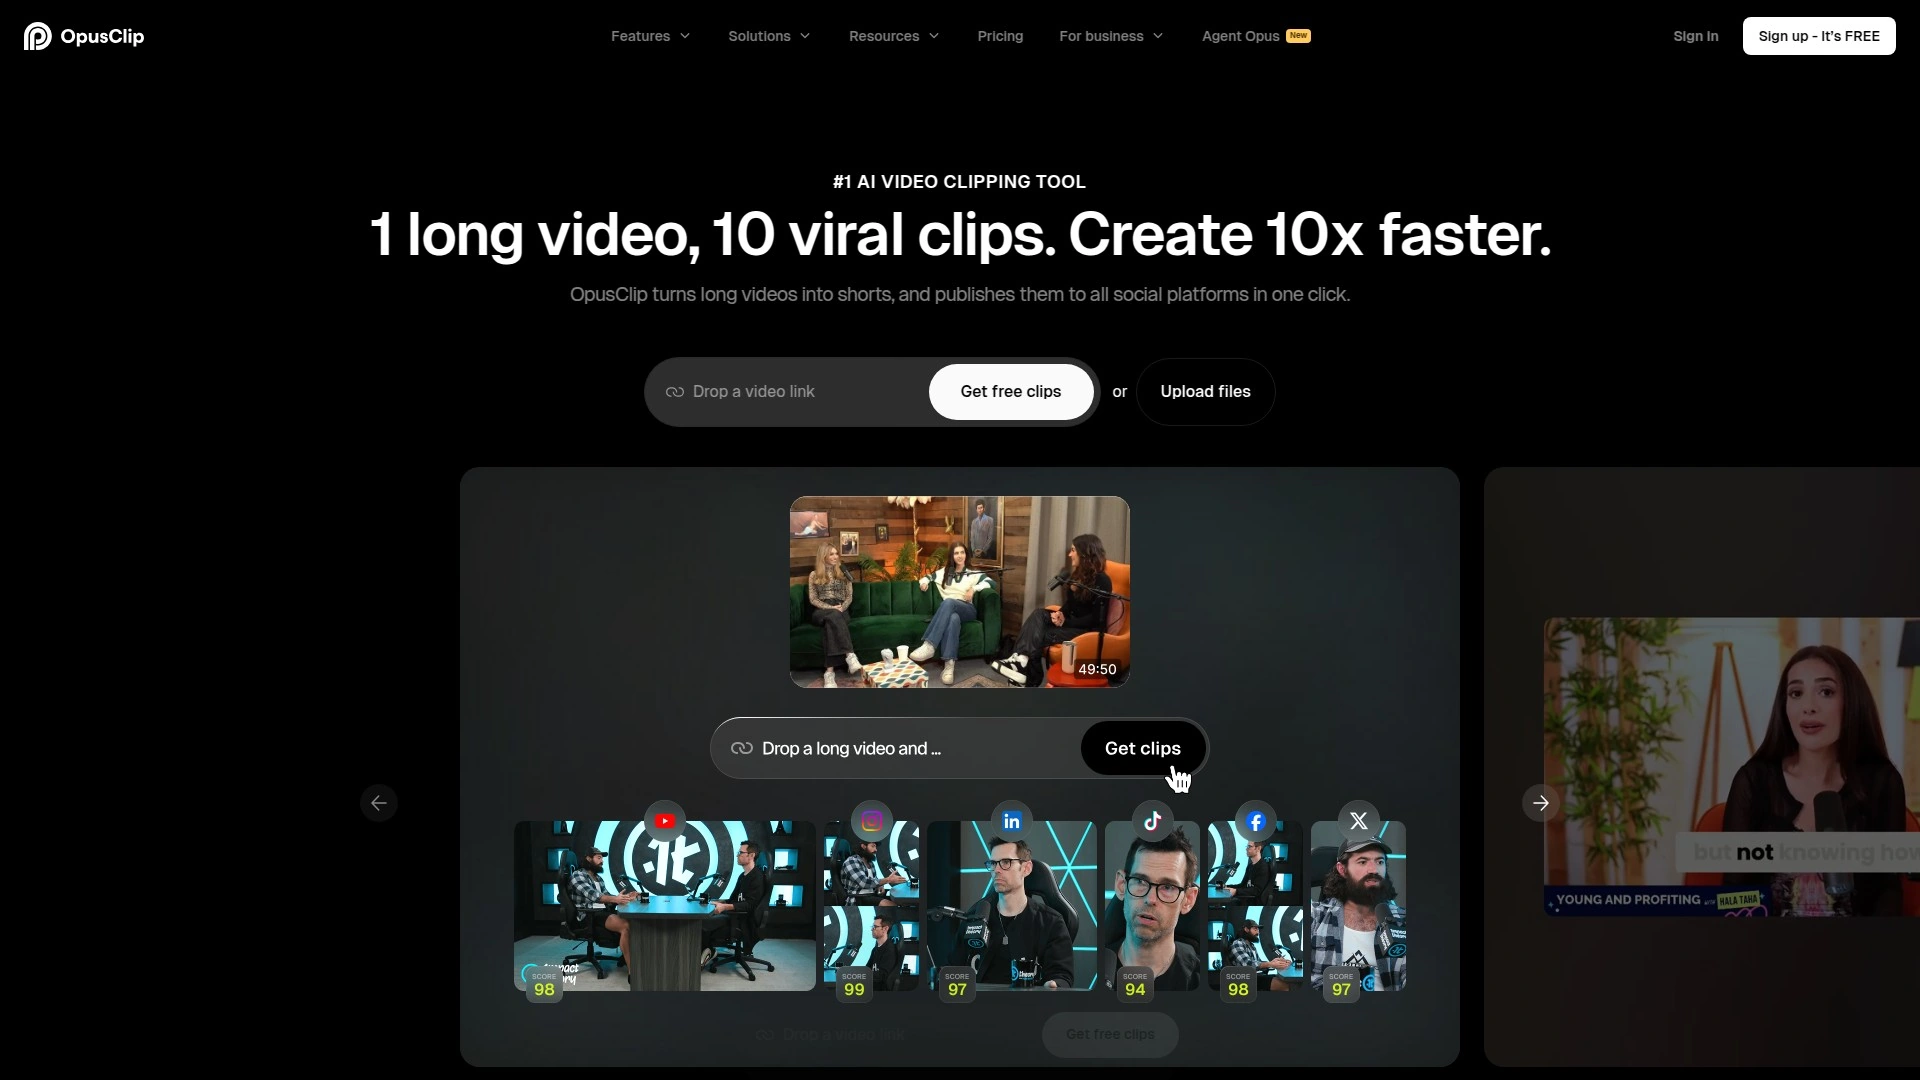 OpusClip
Features
Solutions
Resources
Pricing
For business
Agent Opus New
Sign in
Sign up - It's FREE
#1 AI VIDEO CLIPPING TOOL
1 long video, 10 viral clips. Create 10x faster.
OpusClip turns long videos into shorts, and publishes them to all social platforms in one click.
Drop a video link
Get free clips
or
Upload files
49:50
Drop a long video and ...
Get clips
but not knowing how
YOUNG AND PROFITING WITH HALA TAHA
SCORE
98
SCORE
99
SCORE
97
SCORE
94
SCORE
98
SCORE
97
Drop a video link
Get free clips